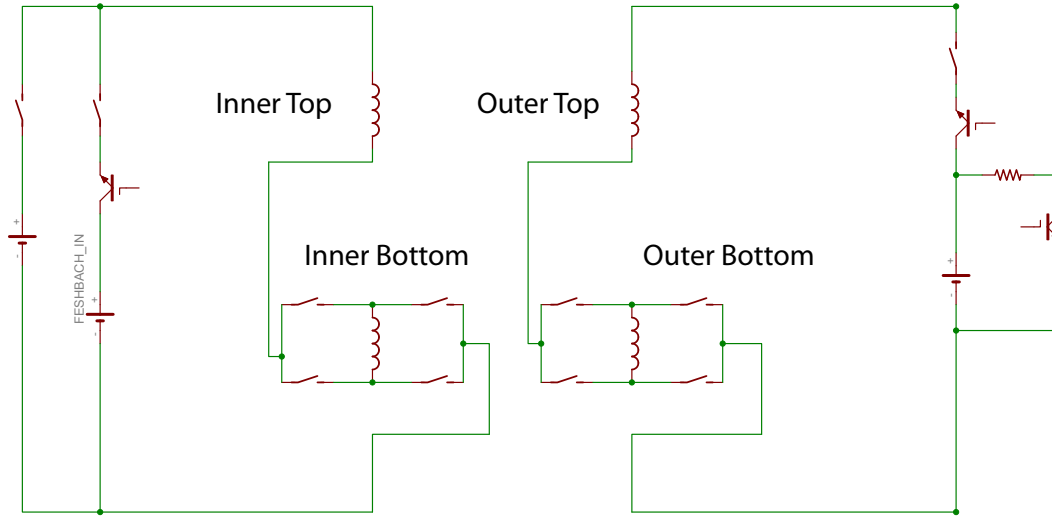 Inner Top
Outer Top
+
-
FESHBACH_IN
+
-
Inner Bottom
Outer Bottom
+
-